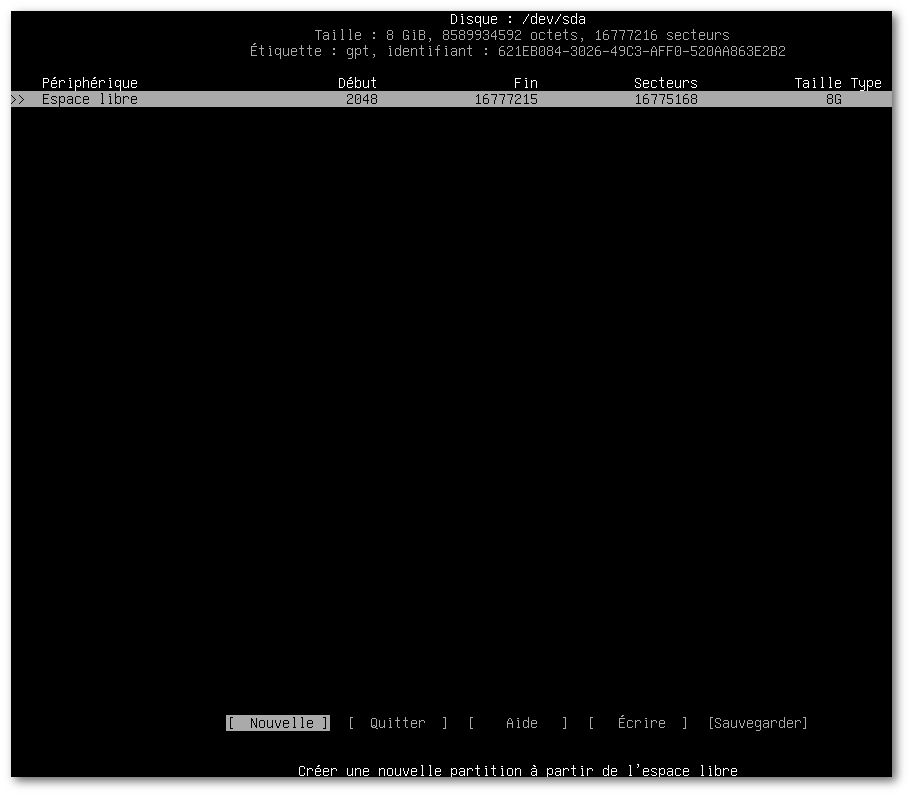 Disque : /dev/sda
Taille : 8 GiB, 8589934592 octets, 16777216 secteurs
Étiquette : gpt, identifiant : 621EB084-3026-49C3-AFF0-520AA863E2B2
Périphérique Début Fin Secteurs Taille Type
>> Espace libre 2048 16777215 16775168 8G
[ Nouvelle ] [ Quitter ] [ Aide ] [ Écrire ] [Sauvegarder]
Créer une nouvelle partition à partir de l'espace libre